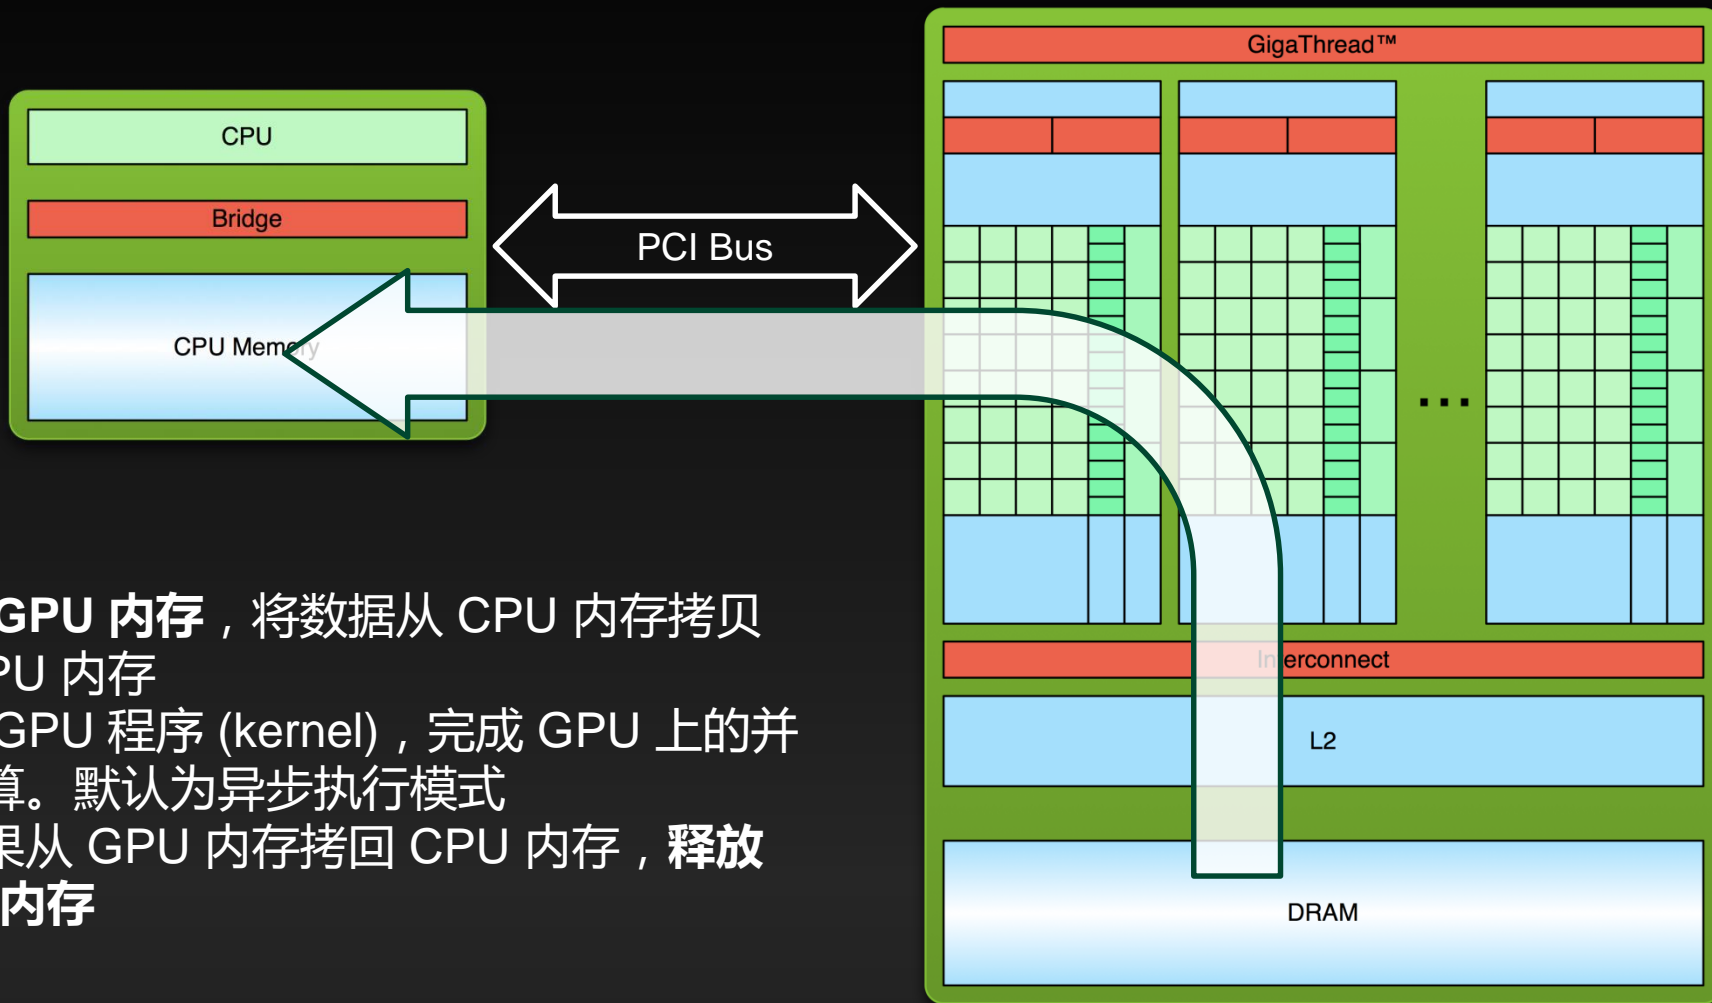 GigaThread™
CPU
Bridge
PCI Bus
CPU Memory
GPU 内存，将数据从 CPU 内存拷贝
PU 内存
GPU 程序 (kernel)，完成 GPU 上的并
算。默认为异步执行模式
果从 GPU 内存拷回 CPU 内存，释放
内存
Interconnect
L2
DRAM